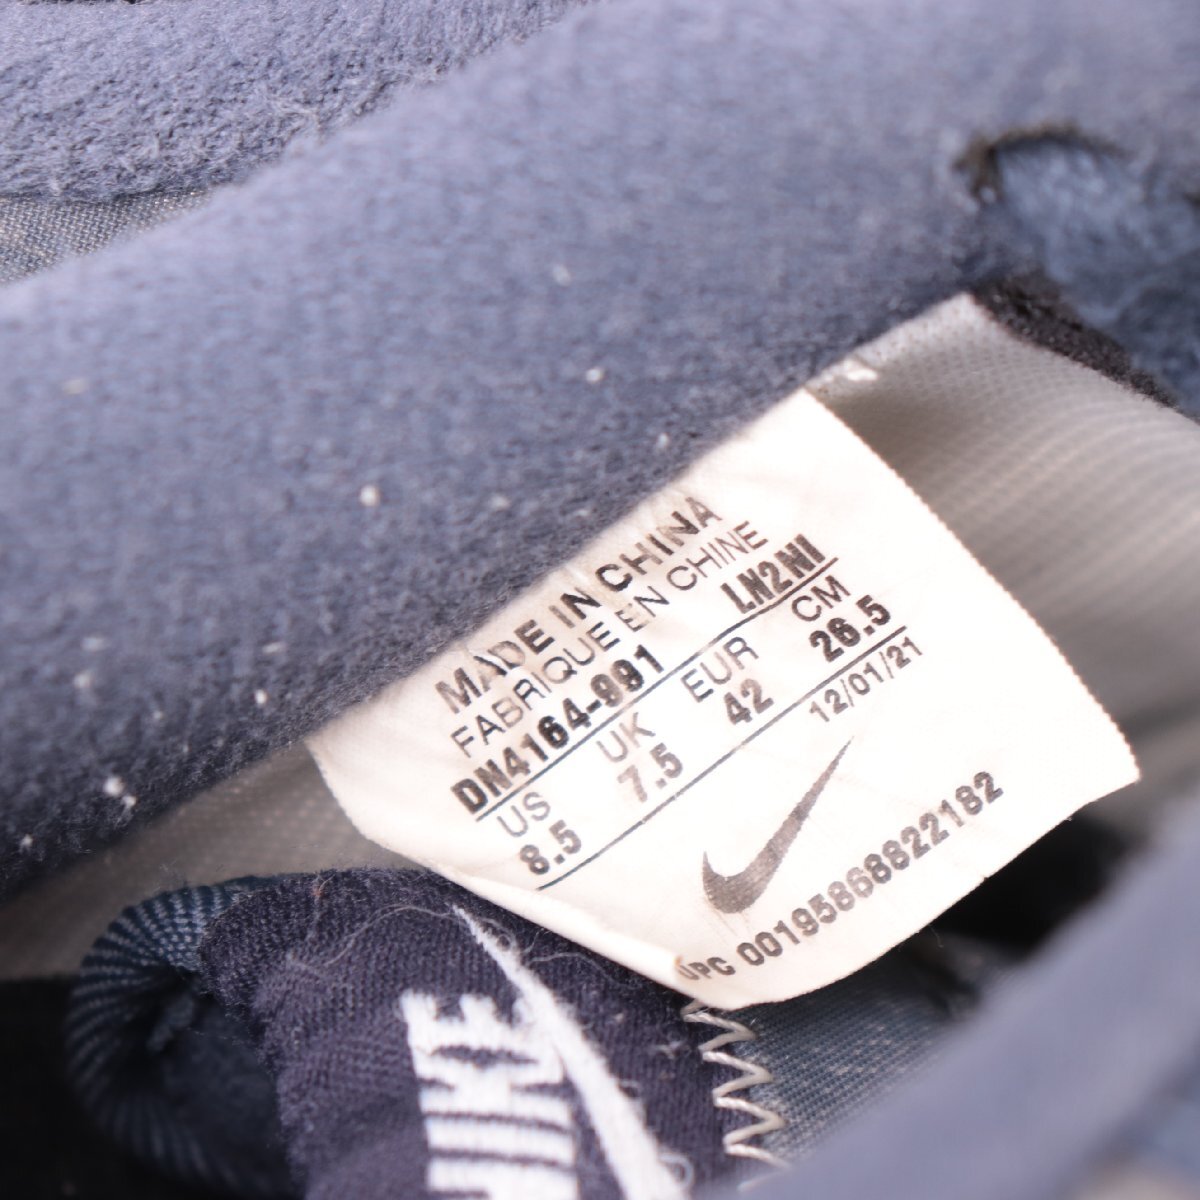 MADE IN CHINA
FABRIQUE EN CHINE
DN4164-991 LN2NI
US UK EUR CM
8.5 7.5 42 26.5
12/01/21
UPC 00195868822182
NIKE